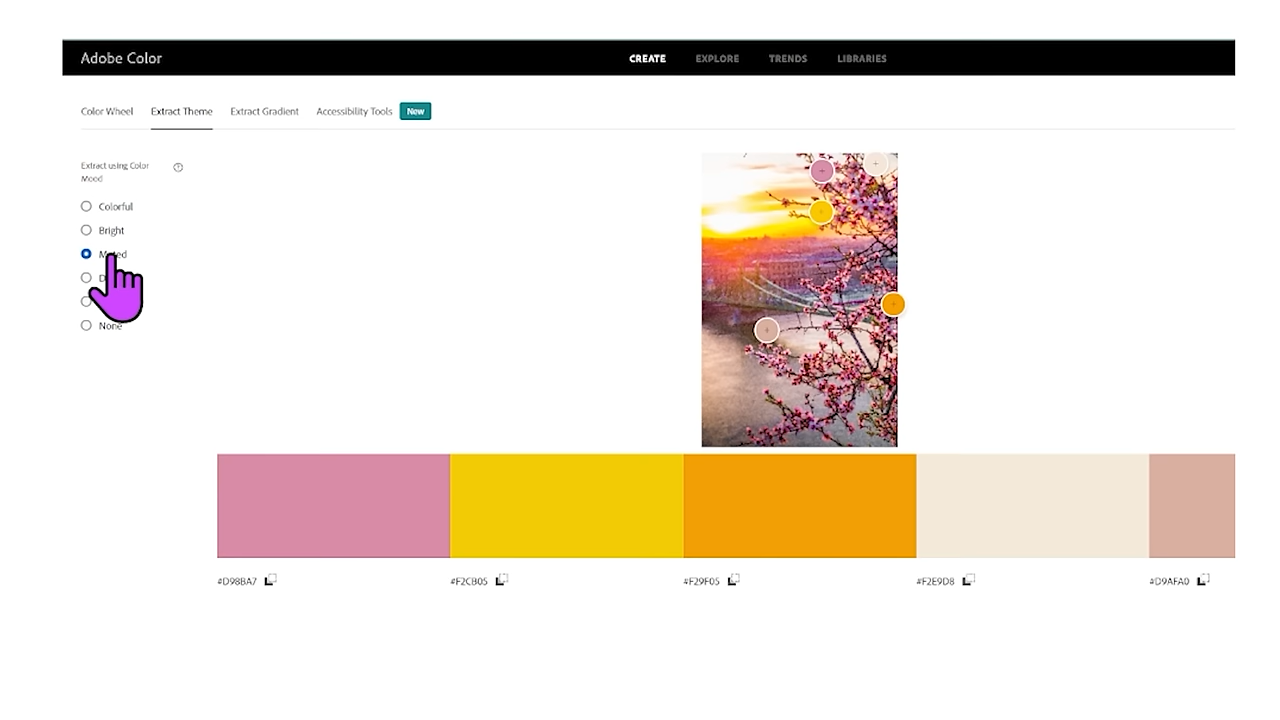 Adobe Color
CREATE
EXPLORE
TRENDS
LIBRARIES
Color Wheel
Extract Theme
Extract Gradient
Accessibility Tools
New
Extract using Color
Mood
Colorful
Bright
None
#D98BA7
#F2CB05
#F29F05
#F2E9D8
#D9AFA0